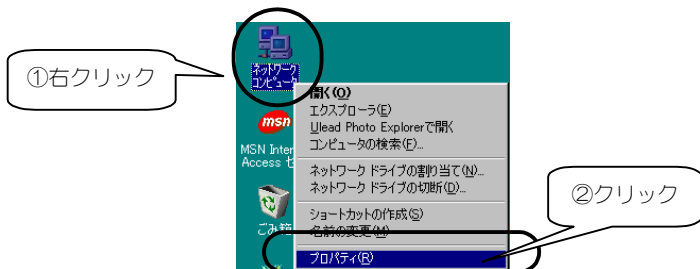 ①右クリック
ネットワーク
コンピュータ
開く(O)
エクスプローラ(E)
Ulead Photo Explorerで開く
コンピュータの検索(F)...
msn
MSN Inter
Access セ
ネットワーク ドライブの割り当て(N)...
ネットワーク ドライブの切断(D)...
②クリック
ショートカットの作成(S)
ごみ箱
名前の変更(M)
プロパティ(R)